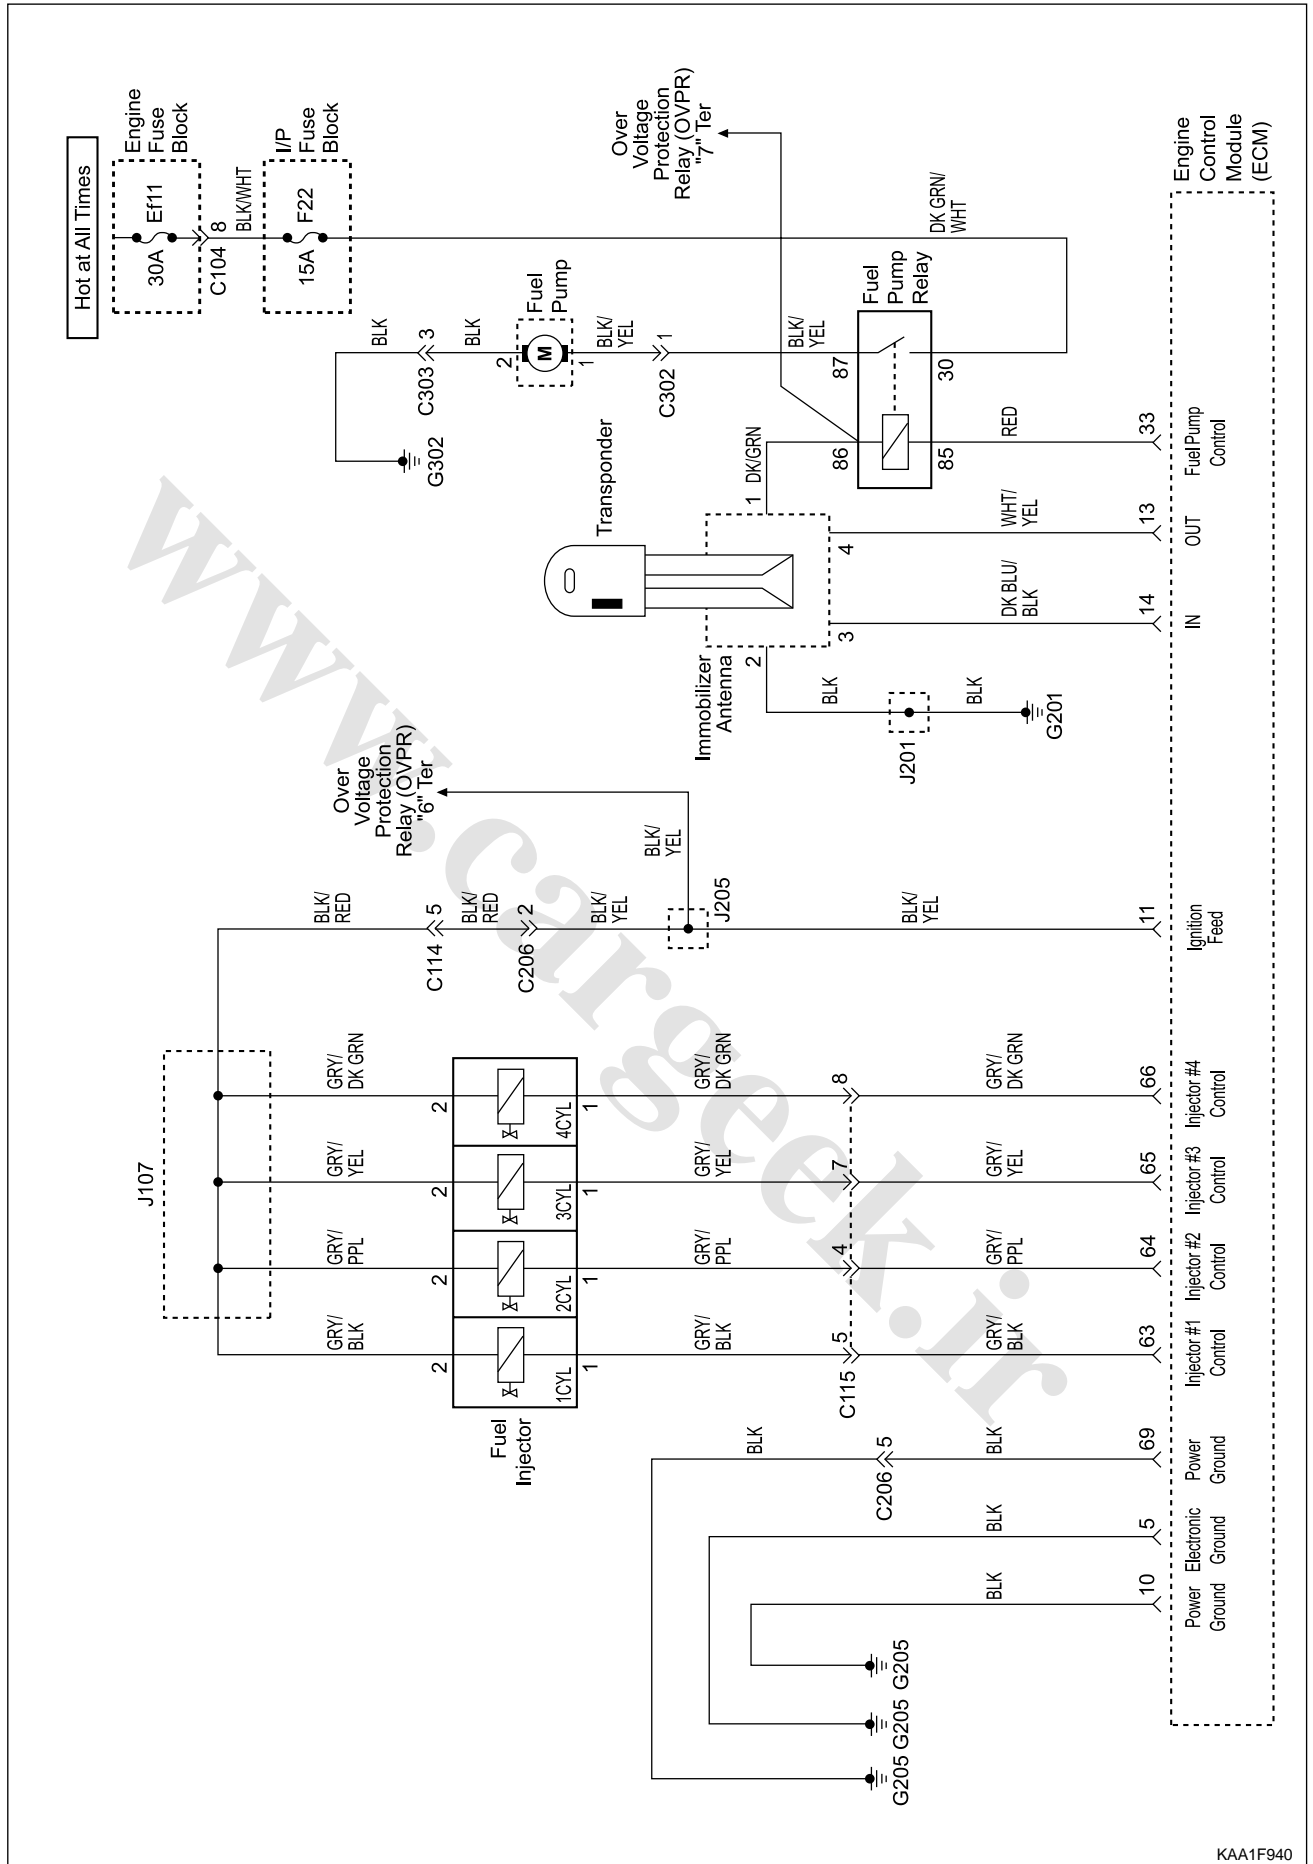 Hot at All Times
Engine
Fuse
Block
30A
Ef11
C104
8
BLK/WHT
I/P
Fuse
Block
15A
F22
BLK
C303
3
BLK
2
M
Fuel
Pump
1
BLK/
YEL
C302
1
BLK/
YEL
G302
Over
Voltage
Protection
Relay (OVPR)
"7" Ter
DK GRN/
WHT
Fuel
Pump
Relay
87
30
86
85
RED
33
Fuel Pump
Control
Transponder
1
DK/GRN
4
WHT/
YEL
13
OUT
3
DK BLU/
BLK
14
IN
Immobilizer
Antenna
2
BLK
J201
BLK
G201
Over
Voltage
Protection
Relay (OVPR)
"6" Ter
BLK/
YEL
J205
BLK/
RED
C114
5
BLK/
RED
C206
2
BLK/
YEL
BLK/
YEL
11
Ignition
Feed
J107
GRY/
DK GRN
2
4CYL
1
GRY/
DK GRN
8
GRY/
DK GRN
66
Injector #4
Control
GRY/
YEL
2
3CYL
1
GRY/
YEL
7
GRY/
YEL
65
Injector #3
Control
GRY/
PPL
2
2CYL
1
GRY/
PPL
4
GRY/
PPL
64
Injector #2
Control
GRY/
BLK
2
1CYL
1
GRY/
BLK
5
C115
GRY/
BLK
63
Injector #1
Control
Fuel
Injector
BLK
C206
5
BLK
69
Power
Ground
BLK
5
Electronic
Ground
BLK
10
Power
Ground
G205
G205
G205
Engine
Control
Module
(ECM)
www.cargeek.ir
KAA1F940